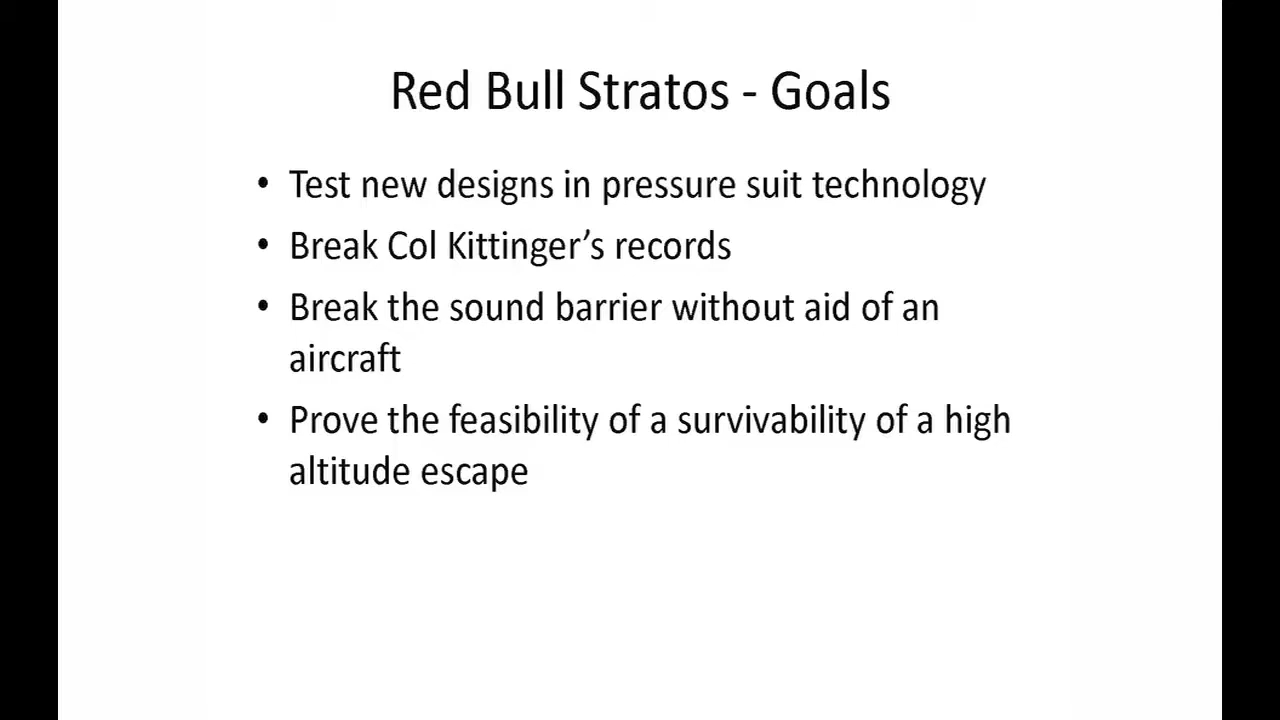 Red Bull Stratos - Goals
• Test new designs in pressure suit technology
• Break Col Kittinger’s records
• Break the sound barrier without aid of an
aircraft
• Prove the feasibility of a survivability of a high
altitude escape